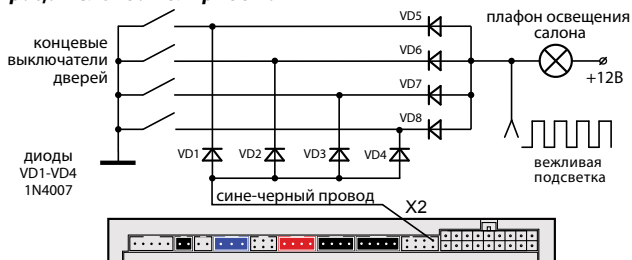 концевые
выключатели
дверей
VD5
VD6
VD7
VD8
плафон освещения
салона
+12В
вежливая
подсветка
диоды
VD1-VD4
1N4007
VD1
VD2
VD3
VD4
сине-черный провод
X2